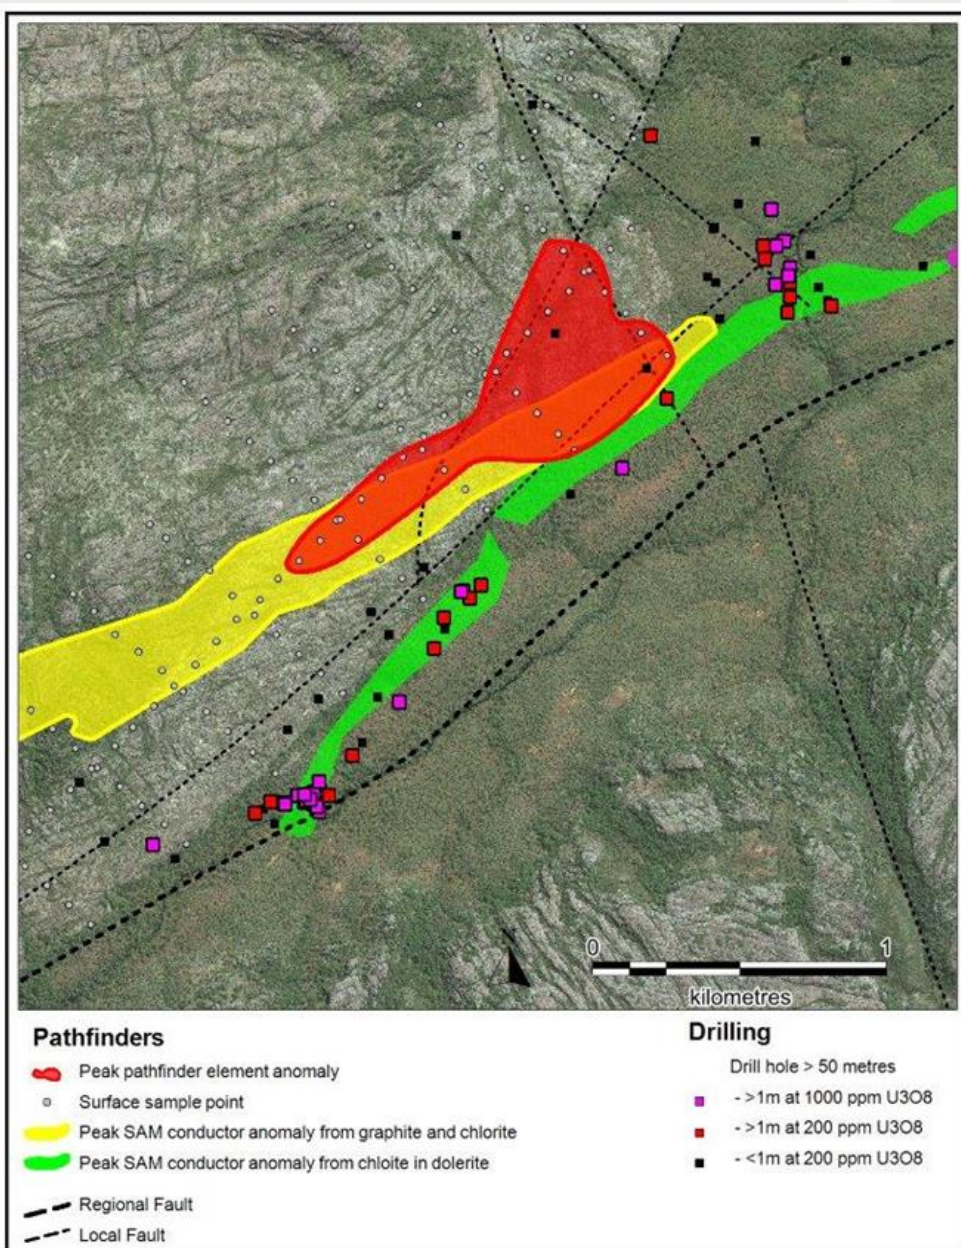 0 1
kilometres
Pathfinders
Peak pathfinder element anomaly
Surface sample point
Peak SAM conductor anomaly from graphite and chlorite
Peak SAM conductor anomaly from chloite in dolerite
Regional Fault
Local Fault
Drilling
Drill hole > 50 metres
- >1m at 1000 ppm U3O8
- >1m at 200 ppm U3O8
- <1m at 200 ppm U3O8